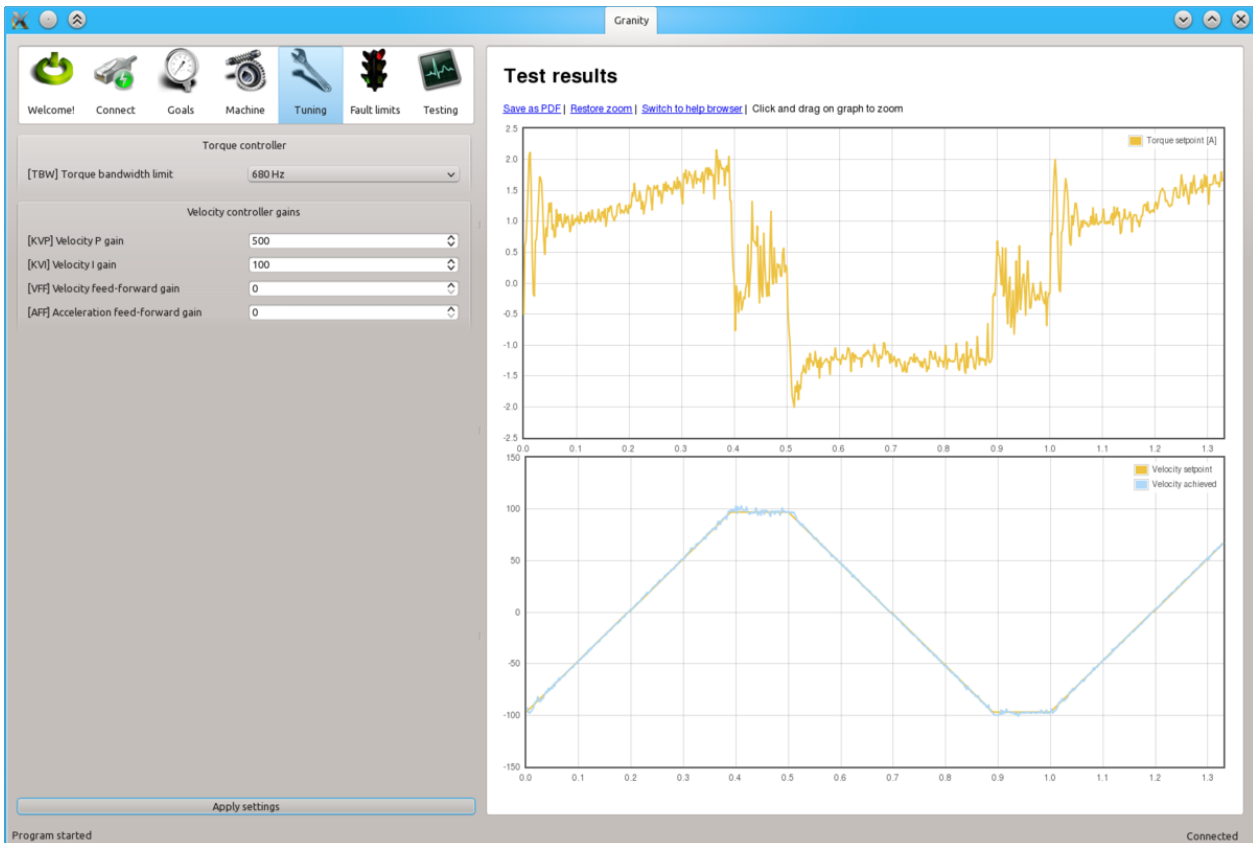 Granity
Welcome! Connect Goals Machine Tuning Fault limits Testing
Torque controller
[TBW] Torque bandwidth limit 680 Hz
Velocity controller gains
[KVP] Velocity P gain 500
[KVI] Velocity I gain 100
[VFF] Velocity feed-forward gain 0
[AFF] Acceleration feed-forward gain 0
Apply settings
Test results
Save as PDF | Restore zoom | Switch to help browser | Click and drag on graph to zoom
Torque setpoint [A]
2.5
2.0
1.5
1.0
0.5
0.0
-0.5
-1.0
-1.5
-2.0
-2.5
0.0 0.1 0.2 0.3 0.4 0.5 0.6 0.7 0.8 0.9 1.0 1.1 1.2 1.3
Velocity setpoint
Velocity achieved
150
100
50
0
-50
-100
-150
0.0 0.1 0.2 0.3 0.4 0.5 0.6 0.7 0.8 0.9 1.0 1.1 1.2 1.3
Program started Connected